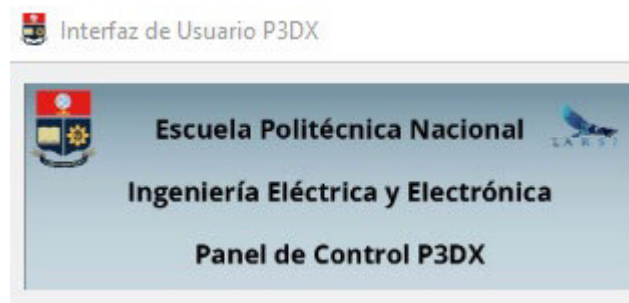 Interfaz de Usuario P3DX
Escuela Politécnica Nacional
Ingeniería Eléctrica y Electrónica
Panel de Control P3DX